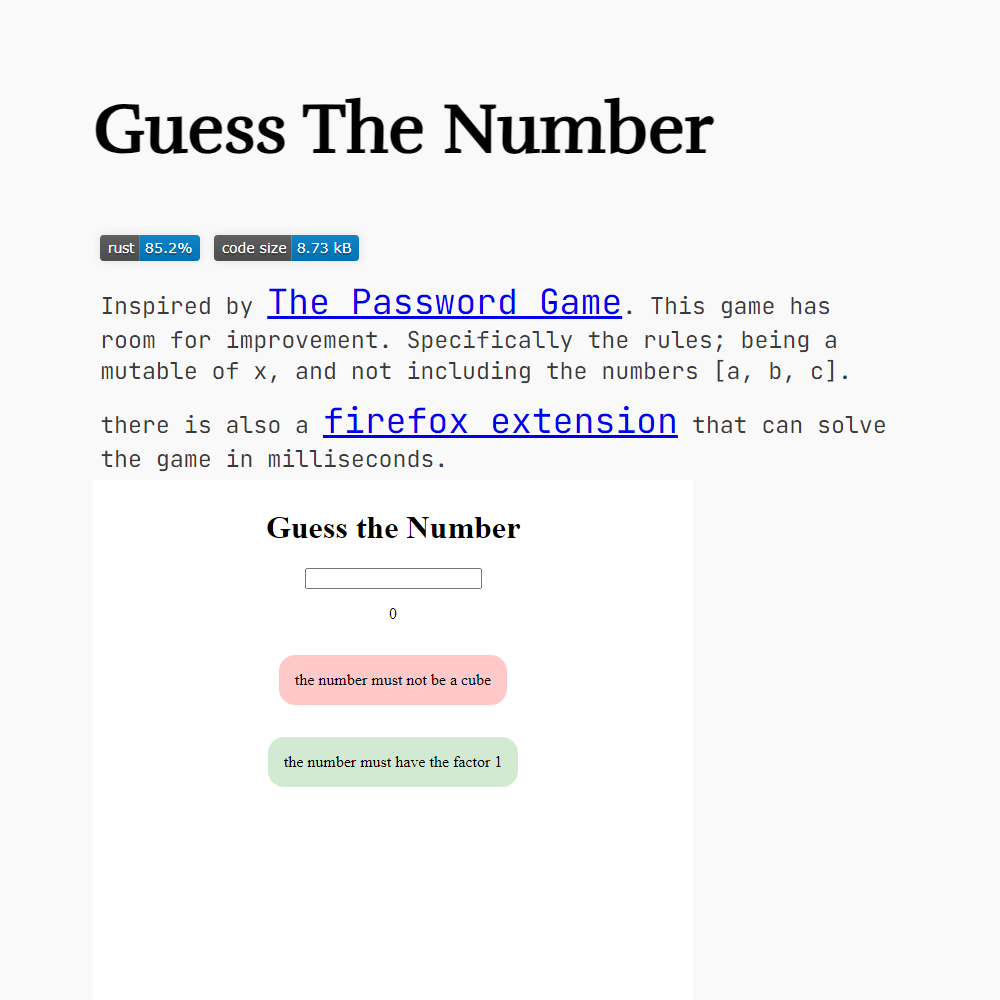 Guess The Number
rust 85.2% code size 8.73 kB
Inspired by The Password Game. This game has
room for improvement. Specifically the rules; being a
mutable of x, and not including the numbers [a, b, c].
there is also a firefox extension that can solve
the game in milliseconds.
Guess the Number
0
the number must not be a cube
the number must have the factor 1